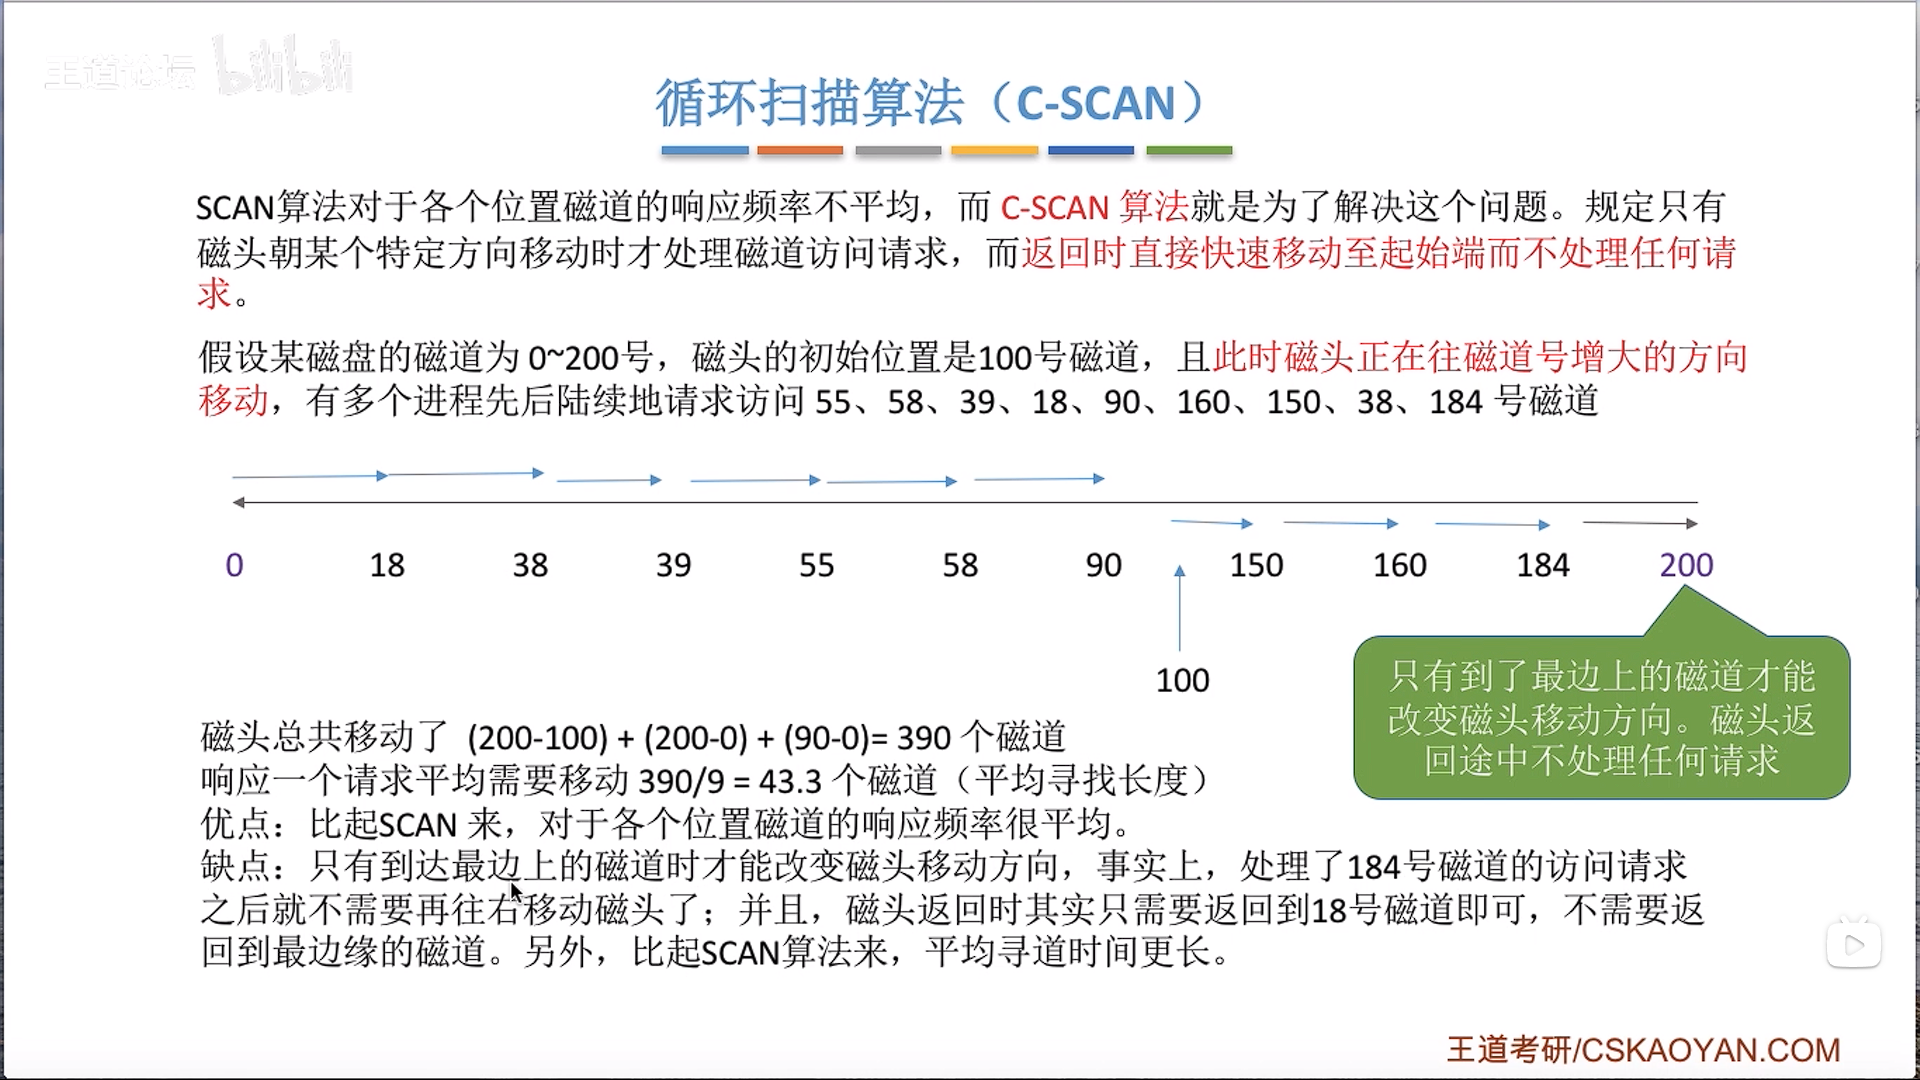 王道论坛 bilibili
循环扫描算法（C-SCAN）
SCAN算法对于各个位置磁道的响应频率不平均，而 C-SCAN 算法就是为了解决这个问题。规定只有
磁头朝某个特定方向移动时才处理磁道访问请求，而返回时直接快速移动至起始端而不处理任何请
求。
假设某磁盘的磁道为 0~200号，磁头的初始位置是100号磁道，且此时磁头正在往磁道号增大的方向
移动，有多个进程先后陆续地请求访问 55、58、39、18、90、160、150、38、184 号磁道
0 18 38 39 55 58 90 150 160 184 200
100
只有到了最边上的磁道才能
改变磁头移动方向。磁头返
回途中不处理任何请求
磁头总共移动了 (200-100) + (200-0) + (90-0)= 390 个磁道
响应一个请求平均需要移动 390/9 = 43.3 个磁道（平均寻找长度）
优点：比起SCAN 来，对于各个位置磁道的响应频率很平均。
缺点：只有到达最边上的磁道时才能改变磁头移动方向，事实上，处理了184号磁道的访问请求
之后就不需要再往右移动磁头了；并且，磁头返回时其实只需要返回到18号磁道即可，不需要返
回到最边缘的磁道。另外，比起SCAN算法来，平均寻道时间更长。
王道考研/CSKAOYAN.COM